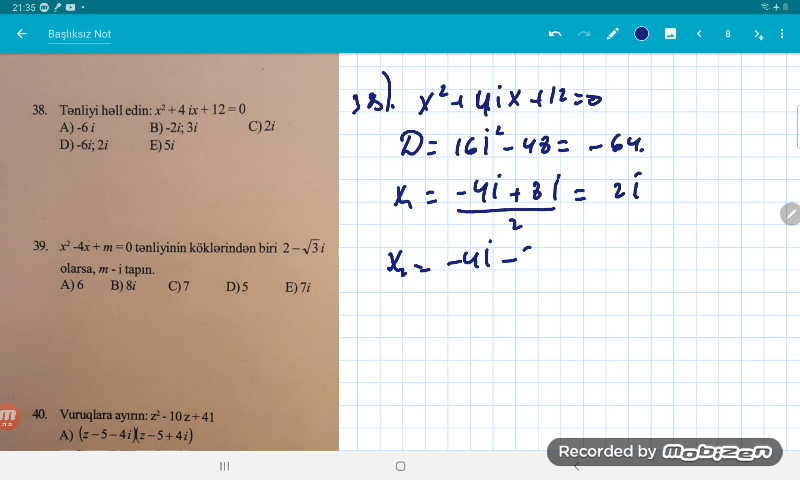 21:35
Başlıksız Not
8
38. Tənliyi həll edin: x² + 4 ix + 12 = 0
A) -6 i B) -2i; 3i C) 2i
D) -6i; 2i E) 5i
39. x² -4x + m = 0 tənliyinin köklərindən biri 2 – √3 i
olarsa, m - i tapın.
A) 6 B) 8i C) 7 D) 5 E) 7i
40. Vuruqlara ayırın: z² - 10 z + 41
A) (z – 5 – 4i)(z – 5 + 4i)
38). x² + 4ix + 12 = 0
D = 16i² - 48 = -64.
x₁ = (-4i + 8i)/2 = 2i
x₂ = -4i -
Recorded by mobizen